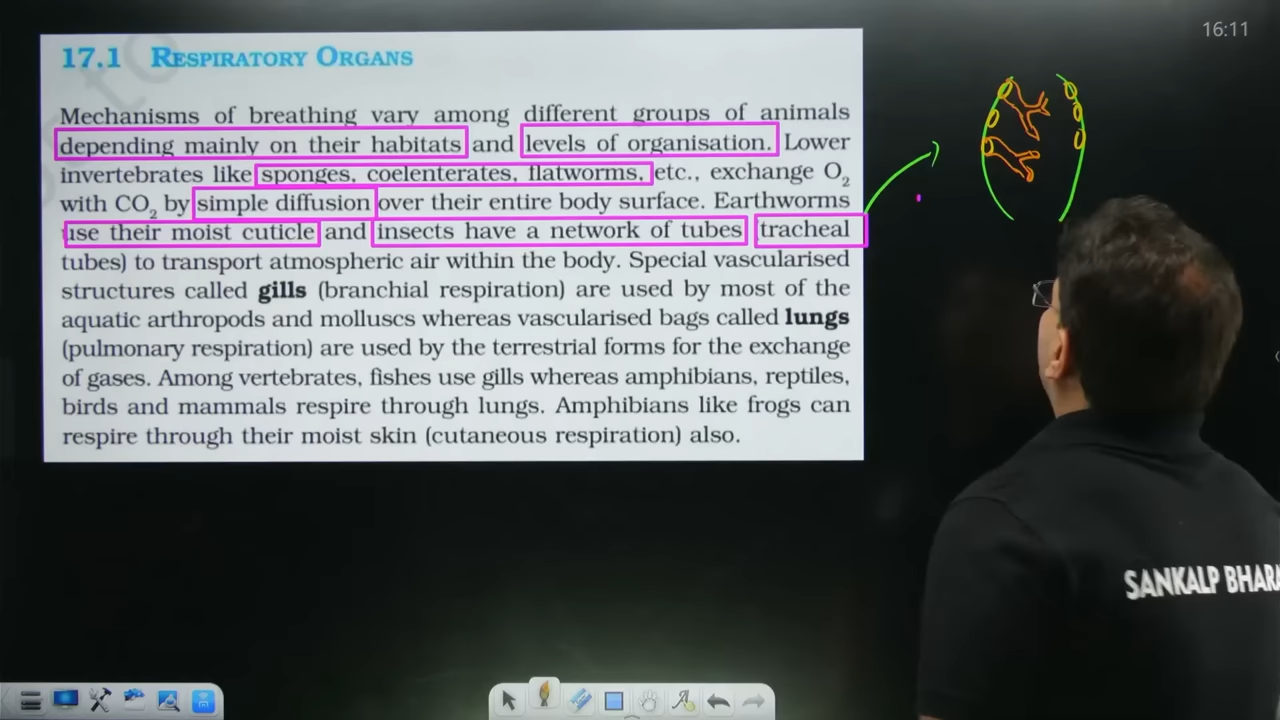 16:11
17.1 RESPIRATORY ORGANS
Mechanisms of breathing vary among different groups of animals
depending mainly on their habitats and levels of organisation. Lower
invertebrates like sponges, coelenterates, flatworms, etc., exchange O₂
with CO₂ by simple diffusion over their entire body surface. Earthworms
use their moist cuticle and insects have a network of tubes tracheal
tubes) to transport atmospheric air within the body. Special vascularised
structures called gills (branchial respiration) are used by most of the
aquatic arthropods and molluscs whereas vascularised bags called lungs
(pulmonary respiration) are used by the terrestrial forms for the exchange
of gases. Among vertebrates, fishes use gills whereas amphibians, reptiles,
birds and mammals respire through lungs. Amphibians like frogs can
respire through their moist skin (cutaneous respiration) also.
SANKALP BHARA